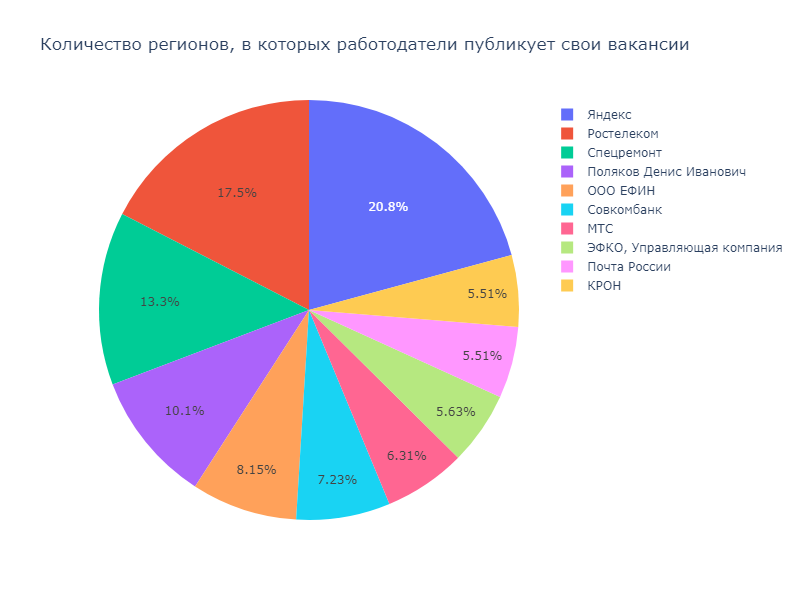 Количество регионов, в которых работодатели публикует свои вакансии
Яндекс
Ростелеком
Спецремонт
Поляков Денис Иванович
ООО ЕФИН
Совкомбанк
МТС
ЭФКО, Управляющая компания
Почта России
КРОН
20.8%
17.5%
13.3%
10.1%
8.15%
7.23%
6.31%
5.63%
5.51%
5.51%